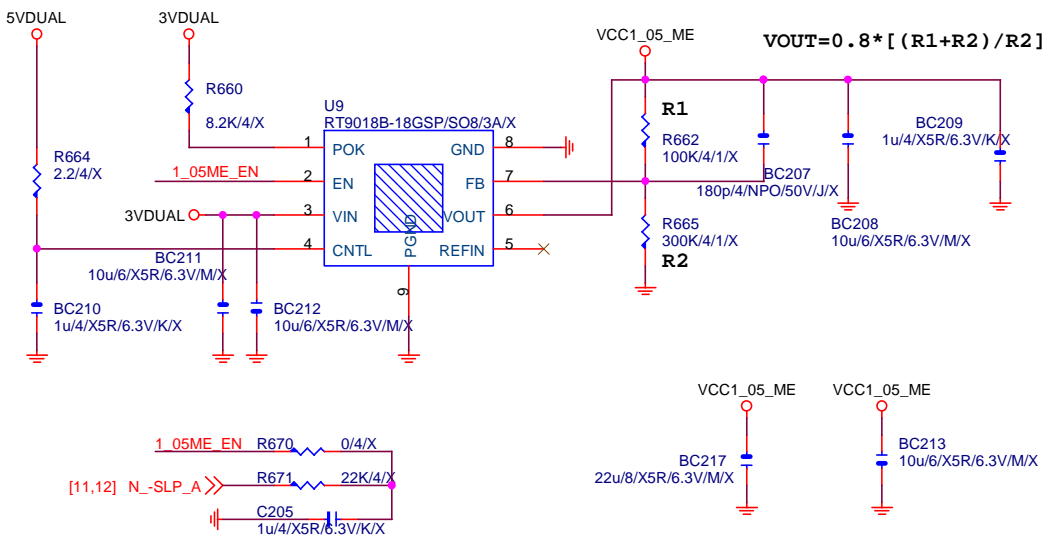 5VDUAL
3VDUAL
VCC1_05_ME
VOUT=0.8*[(R1+R2)/R2]
R660
8.2K/4/X
U9
RT9018B-18GSP/SO8/3A/X
R1
R662
100K/4/1/X
BC209
1u/4/X5R/6.3V/K/X
R664
2.2/4/X
1_05ME_EN
1
POK
GND
8
2
EN
FB
7
BC207
180p/4/NPO/50V/J/X
3VDUAL
3
VIN
VOUT
6
4
CNTL
PGND
REFIN
5
9
R665
300K/4/1/X
R2
BC208
10u/6/X5R/6.3V/M/X
BC211
10u/6/X5R/6.3V/M/X
BC210
1u/4/X5R/6.3V/K/X
BC212
10u/6/X5R/6.3V/M/X
1_05ME_EN
R670
0/4/X
[11,12]
N_-SLP_A
R671
22K/4/X
C205
1u/4/X5R/6.3V/K/X
VCC1_05_ME
VCC1_05_ME
BC217
22u/8/X5R/6.3V/M/X
BC213
10u/6/X5R/6.3V/M/X